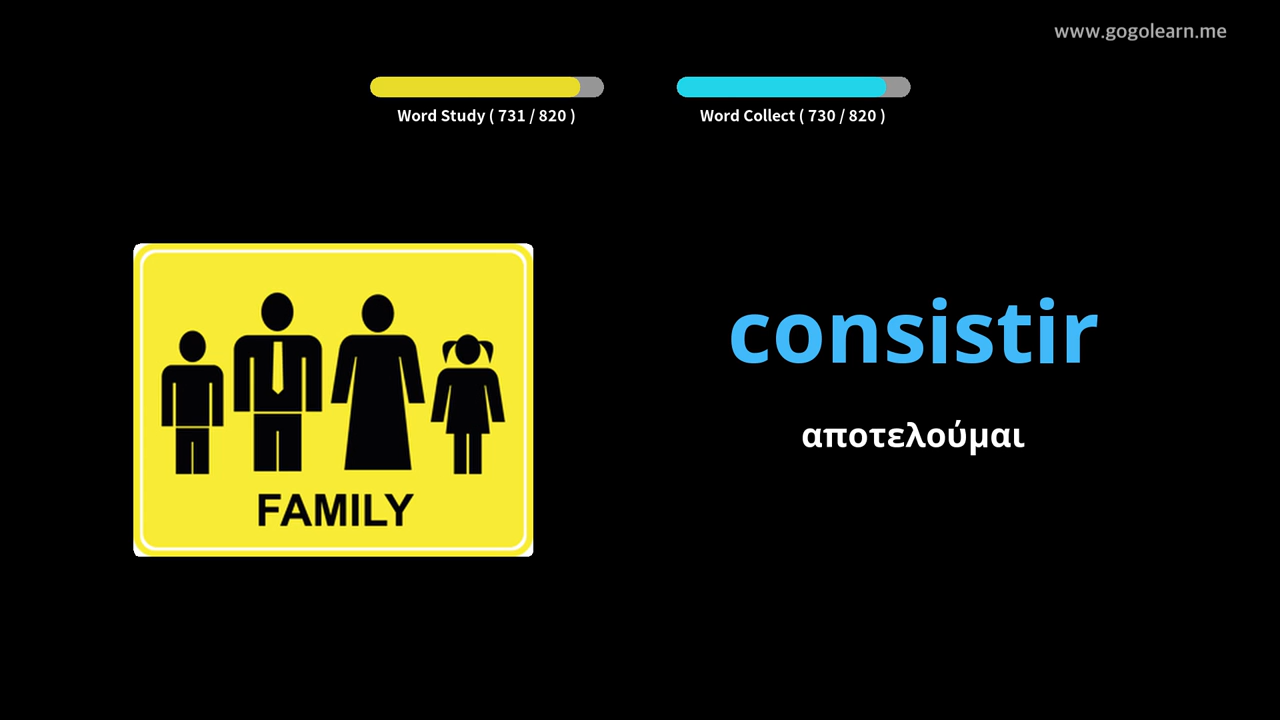 www.gogolearn.me
Word Study ( 731 / 820 )
Word Collect ( 730 / 820 )
FAMILY
consistir
αποτελούμαι